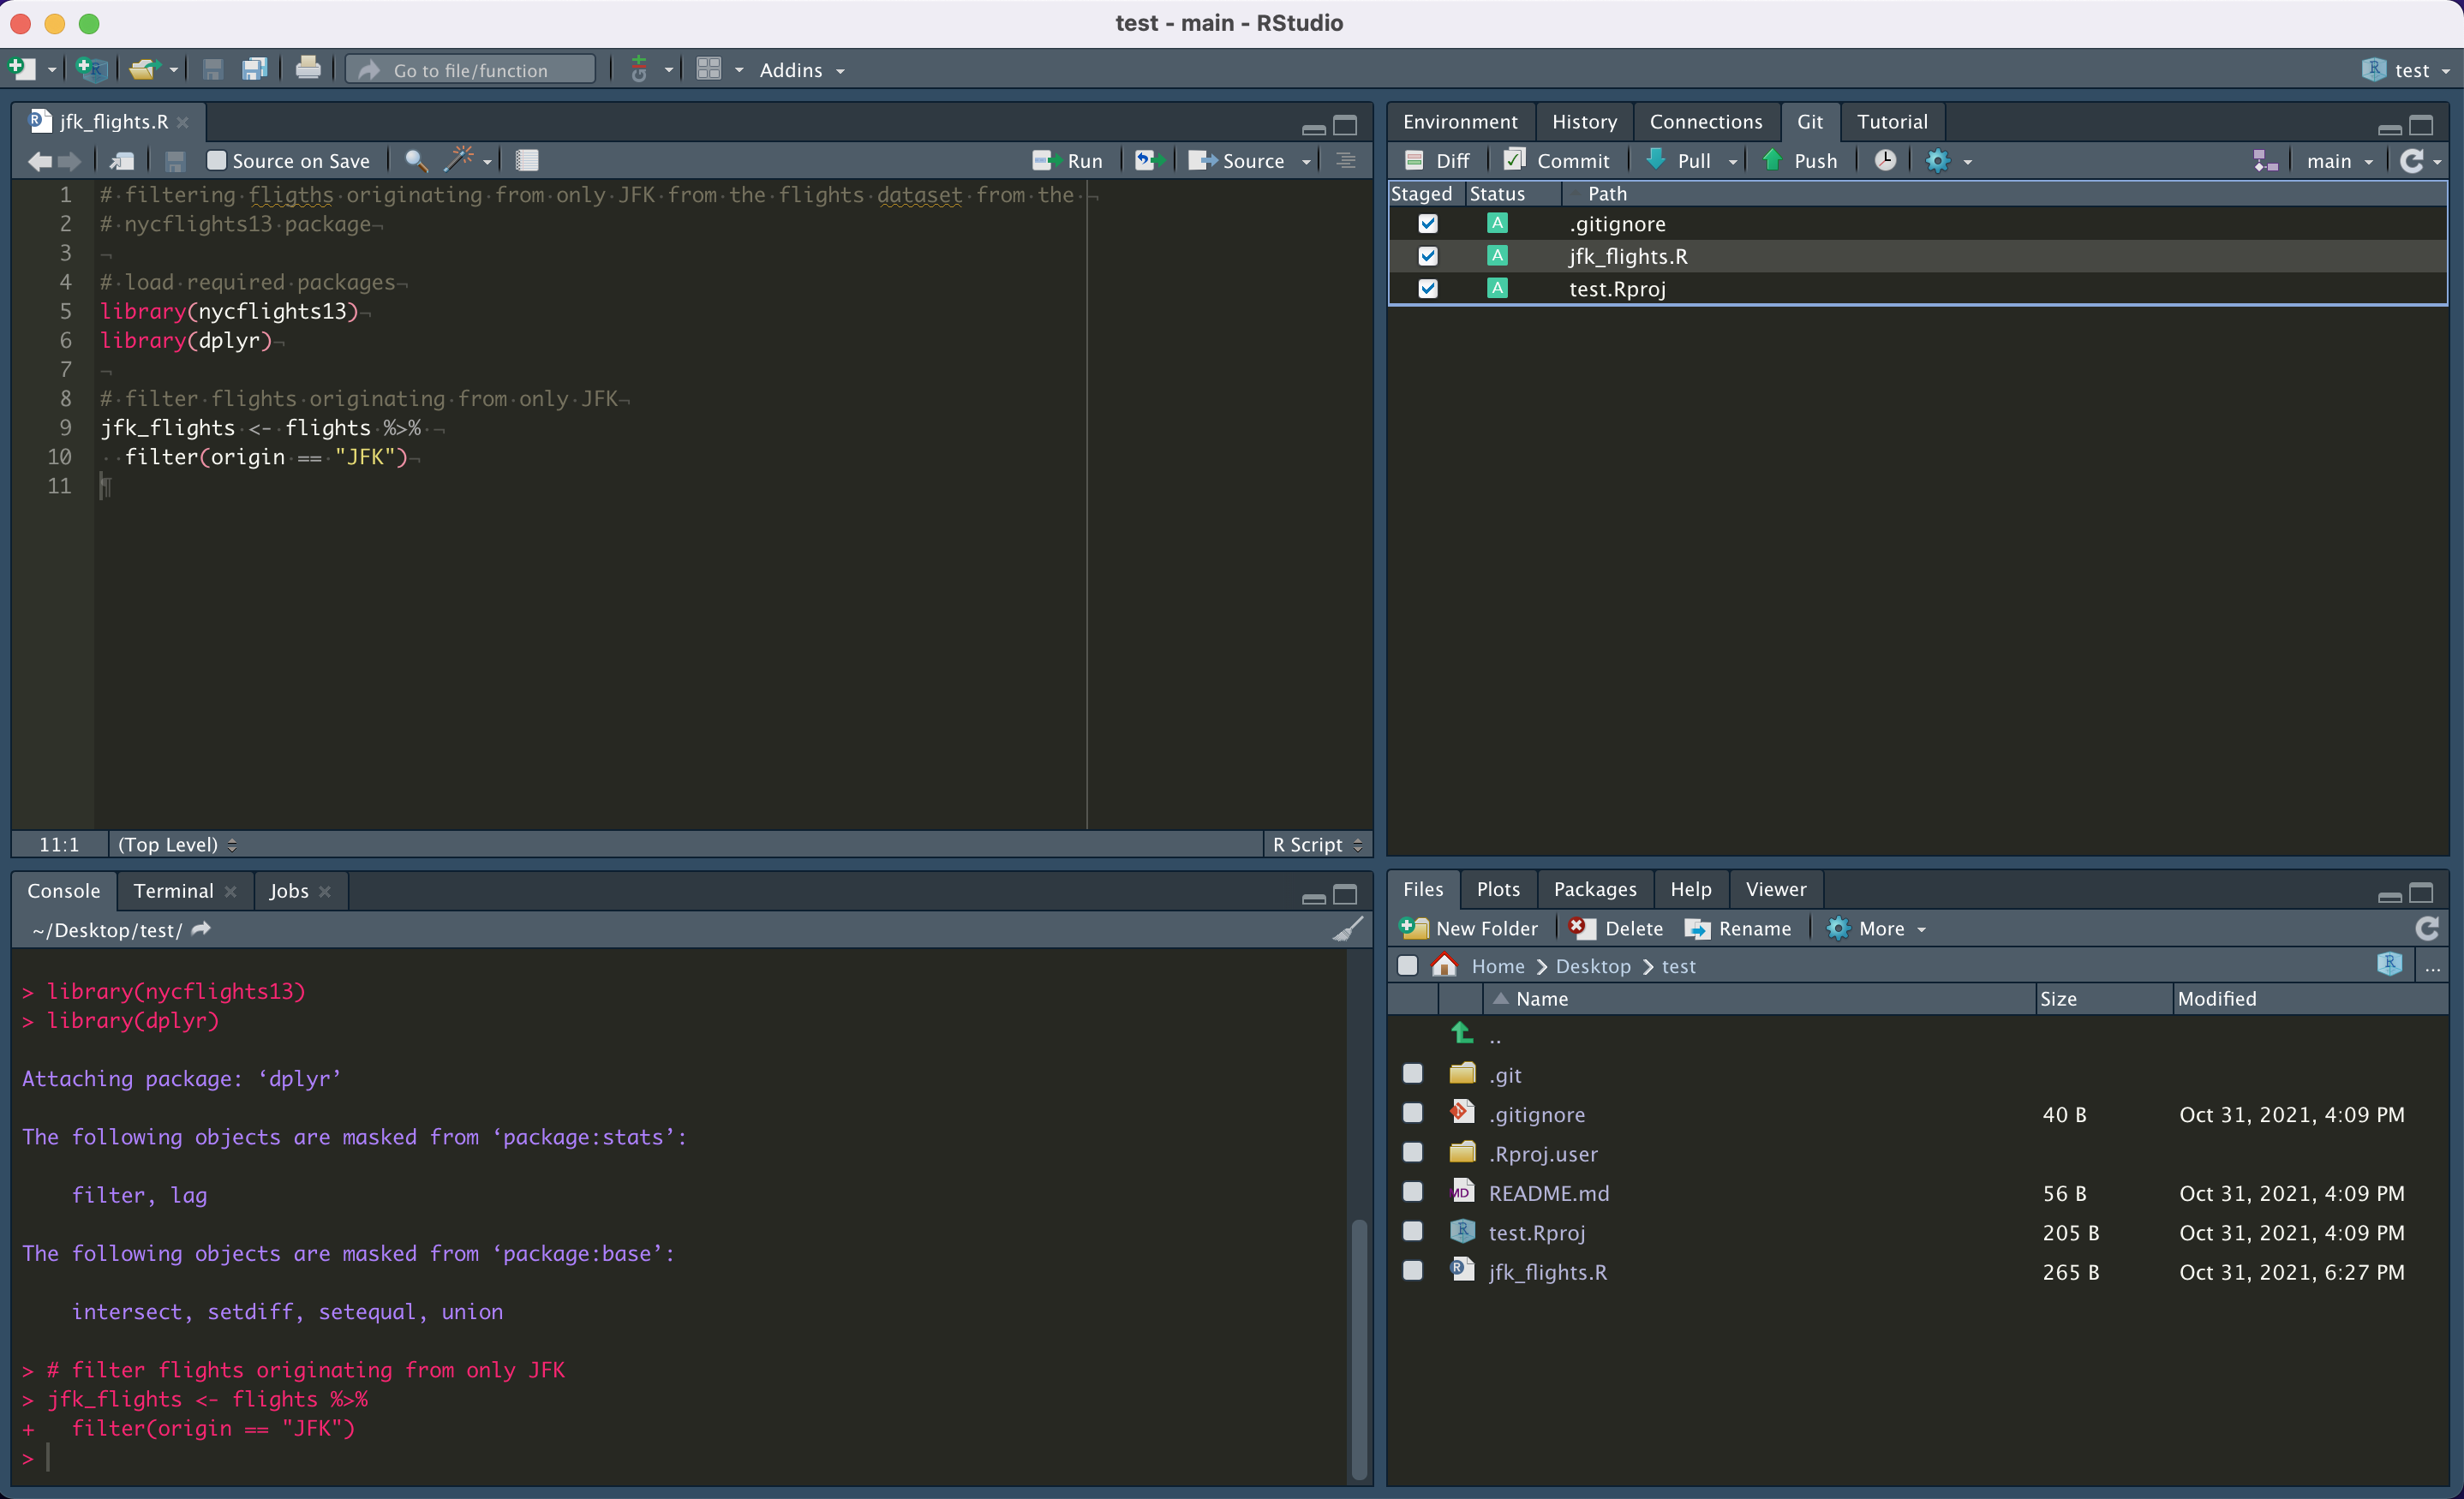 test - main - RStudio
Go to file/function
Addins
test
jfk_flights.R
Source on Save
Run
Source
1 # filtering fligths originating from only JFK from the flights dataset from the
2 # nycflights13 package
3
4 # load required packages
5 library(nycflights13)
6 library(dplyr)
7
8 # filter flights originating from only JFK
9 jfk_flights <- flights %>%
10   filter(origin == "JFK")
11
11:1 (Top Level) R Script
Environment History Connections Git Tutorial
Diff Commit Pull Push main
Staged Status Path
A .gitignore
A jfk_flights.R
A test.Rproj
Console Terminal Jobs
~/Desktop/test/
> library(nycflights13)
> library(dplyr)
Attaching package: ‘dplyr’
The following objects are masked from ‘package:stats’:
    filter, lag
The following objects are masked from ‘package:base’:
    intersect, setdiff, setequal, union
> # filter flights originating from only JFK
> jfk_flights <- flights %>%
+   filter(origin == "JFK")
>
Files Plots Packages Help Viewer
New Folder Delete Rename More
Home Desktop test ...
Name Size Modified
..
.git
.gitignore 40 B Oct 31, 2021, 4:09 PM
.Rproj.user
README.md 56 B Oct 31, 2021, 4:09 PM
test.Rproj 205 B Oct 31, 2021, 4:09 PM
jfk_flights.R 265 B Oct 31, 2021, 6:27 PM